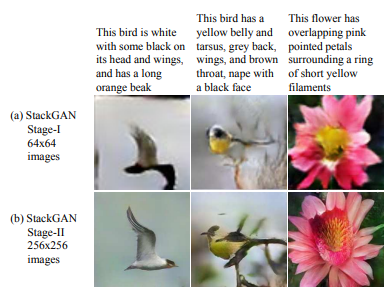 This bird is white
with some black on
its head and wings,
and has a long
orange beak
This bird has a
yellow belly and
tarsus, grey back,
wings, and brown
throat, nape with
a black face
This flower has
overlapping pink
pointed petals
surrounding a ring
of short yellow
filaments
(a) StackGAN
Stage-I
64x64
images
(b) StackGAN
Stage-II
256x256
images